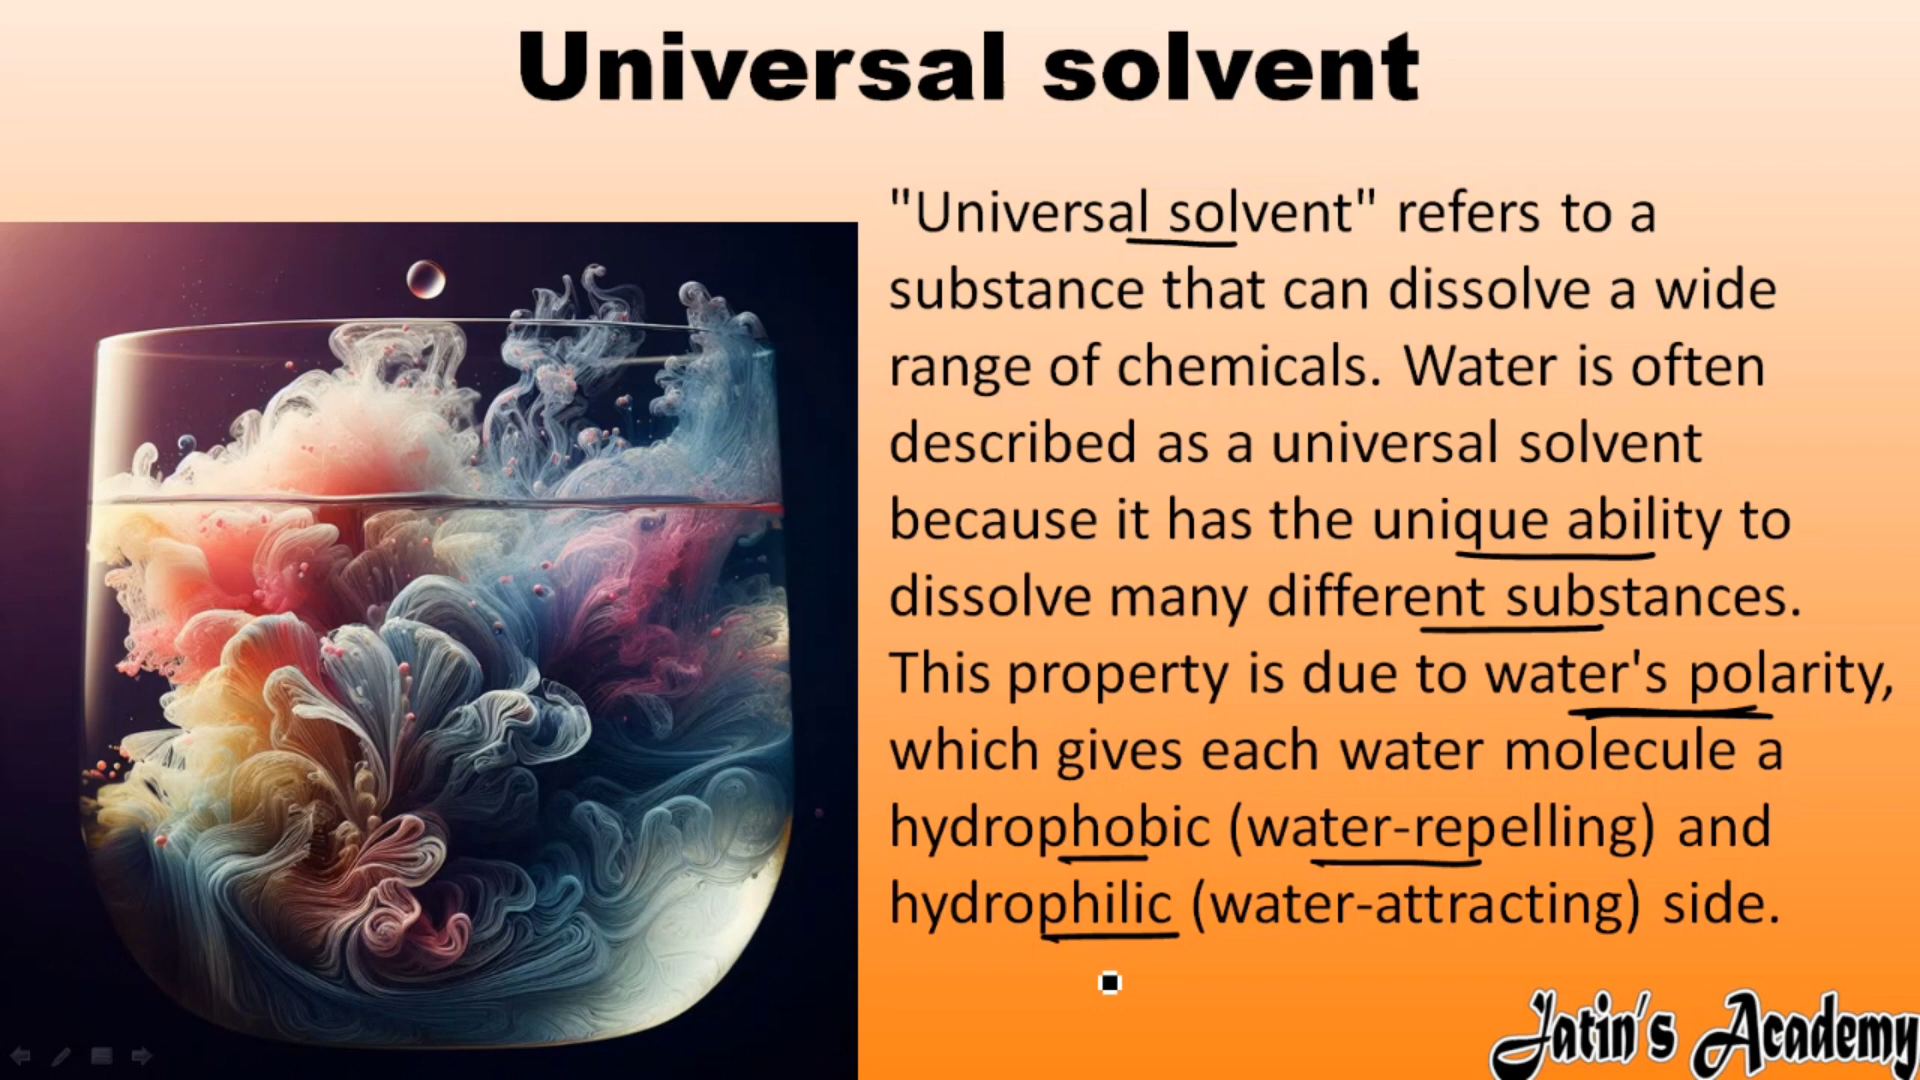 Universal solvent
"Universal solvent" refers to a
substance that can dissolve a wide
range of chemicals. Water is often
described as a universal solvent
because it has the unique ability to
dissolve many different substances.
This property is due to water's polarity,
which gives each water molecule a
hydrophobic (water-repelling) and
hydrophilic (water-attracting) side.
Jatin's Academy